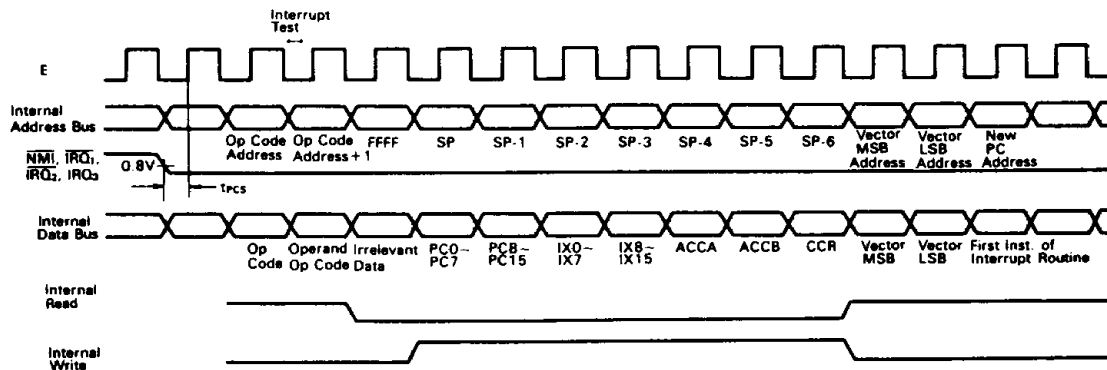 Interrupt
Test
E
Internal
Address Bus
Op Code
Address
Op Code
Address + 1
FFFF
SP
SP-1
SP-2
SP-3
SP-4
SP-5
SP-6
Vector
MSB
Address
Vector
LSB
Address
New
PC
Address
NMI, IRQ1,
IRQ2, IRQ3
0.8V
tPCS
Internal
Data Bus
Op
Code
Operand
Op Code
Irrelevant
Data
PC0~
PC7
PC8~
PC15
IX0~
IX7
IX8~
IX15
ACCA
ACCB
CCR
Vector
MSB
Vector
LSB
First Inst. of
Interrupt Routine
Internal
Read
Internal
Write